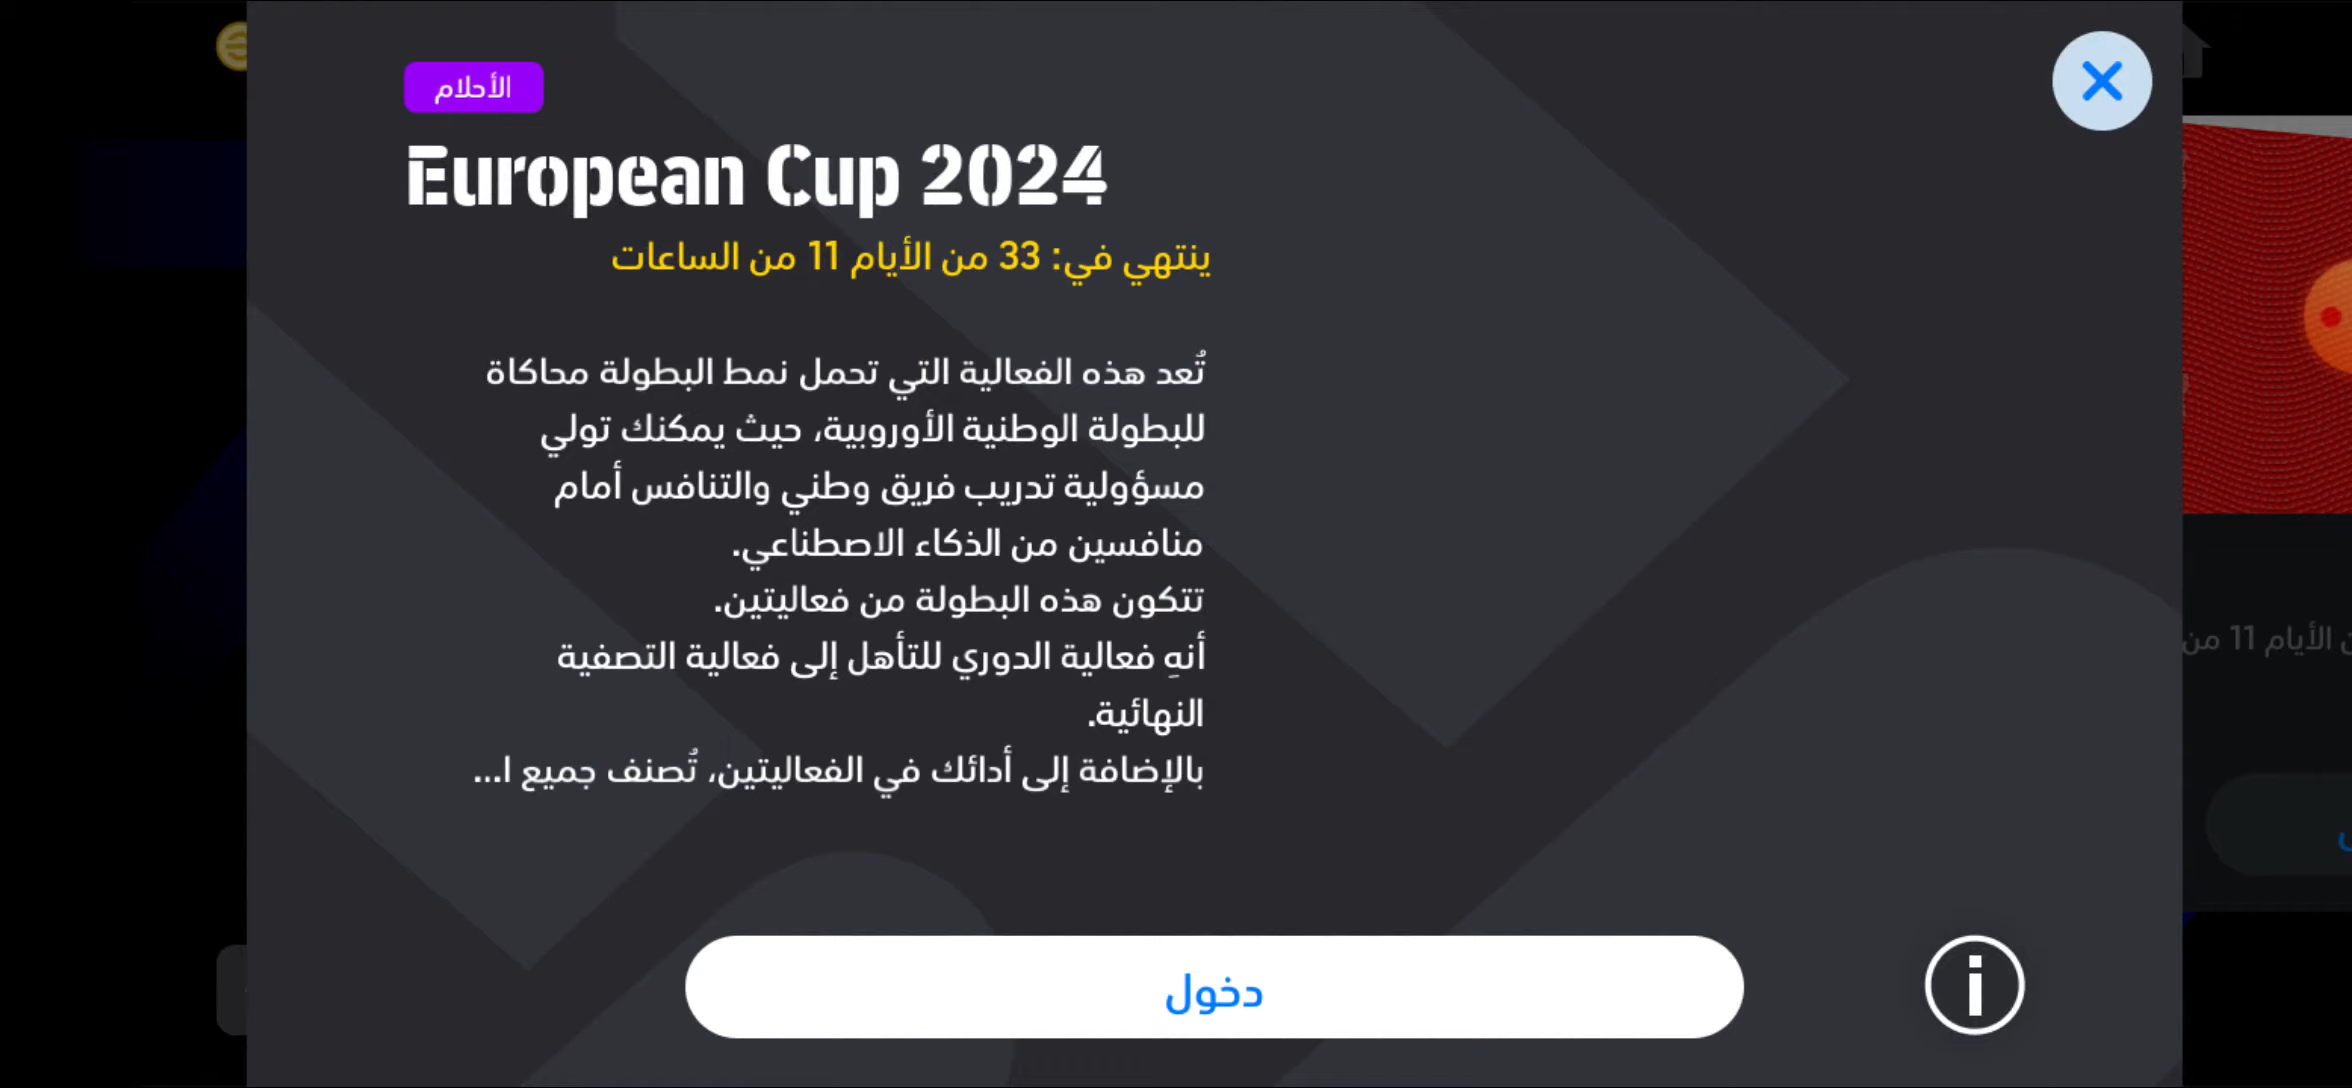 الأحلام
European Cup 2024
ينتهي في: 33 من الأيام 11 من الساعات
تُعد هذه الفعالية التي تحمل نمط البطولة محاكاة
للبطولة الوطنية الأوروبية، حيث يمكنك تولي
مسؤولية تدريب فريق وطني والتنافس أمام
منافسين من الذكاء الاصطناعي.
تتكون هذه البطولة من فعاليتين.
أنهِ فعالية الدوري للتأهل إلى فعالية التصفية
النهائية.
بالإضافة إلى أدائك في الفعاليتين، تُصنف جميع ا...
الأيام 11 من
دخول